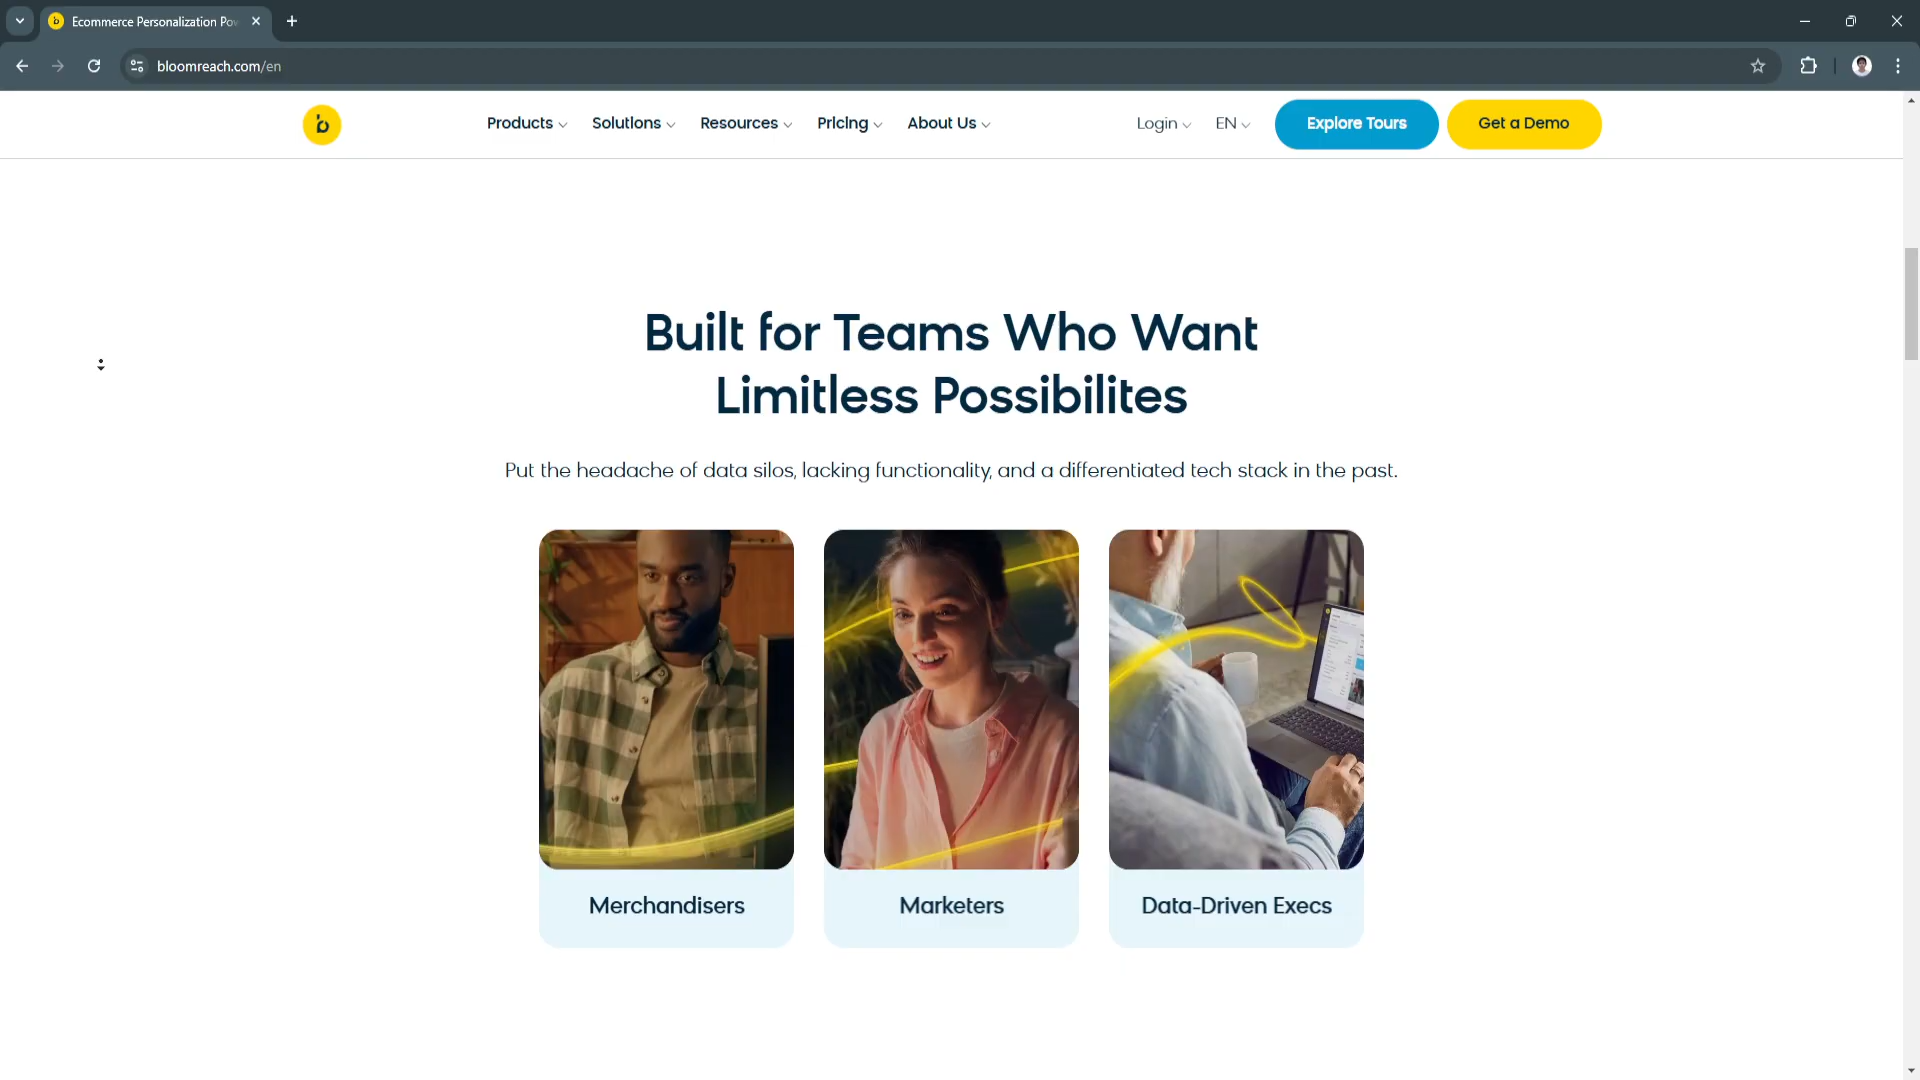 Ecommerce Personalization Pow
bloomreach.com/en
Products
Solutions
Resources
Pricing
About Us
Login
EN
Explore Tours
Get a Demo
Built for Teams Who Want
Limitless Possibilites
Put the headache of data silos, lacking functionality, and a differentiated tech stack in the past.
Merchandisers
Marketers
Data-Driven Execs